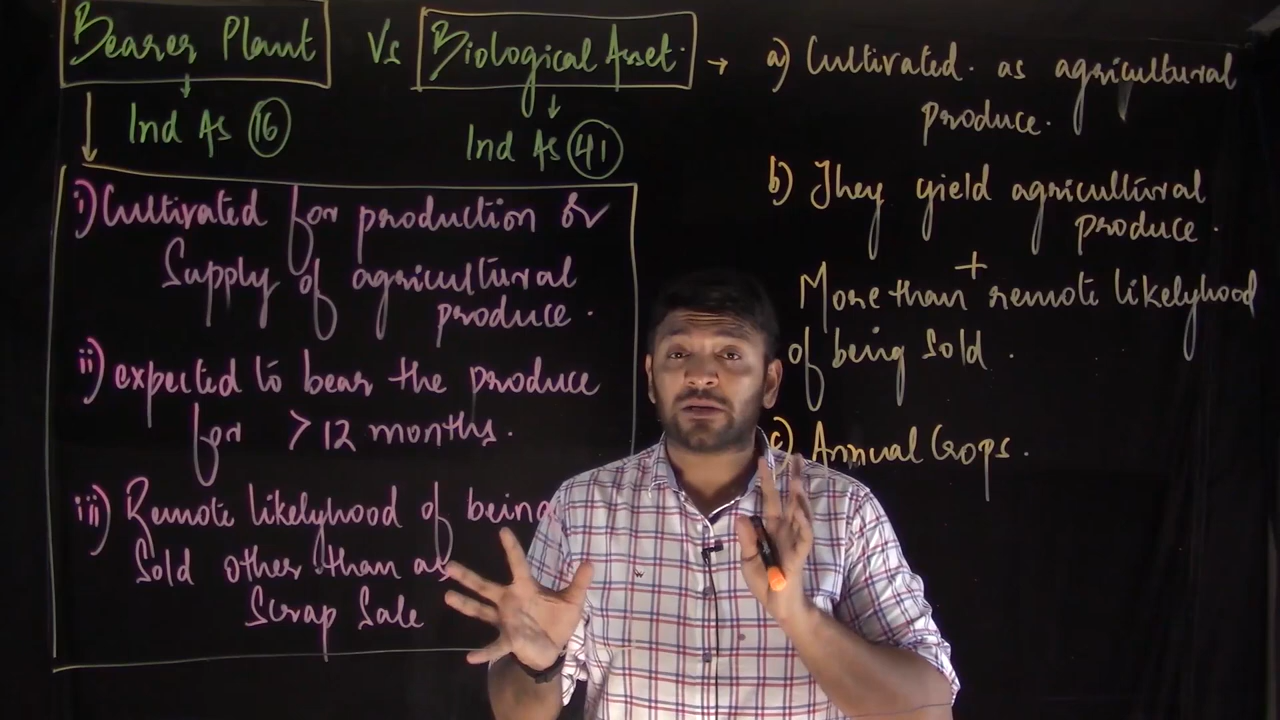 Bearer Plant Vs Biological Asset. →
Ind As 16
Ind As 41
i) Cultivated for production or
Supply of agricultural
produce.
ii) expected to bear the produce
for >12 months.
iii) Remote likelyhood of being
Sold other than as
Scrap Sale
a) Cultivated as agricultural
produce.
b) They yield agricultural
produce.
+
More than remote likelyhood
of being Sold.
c) Annual Crops.